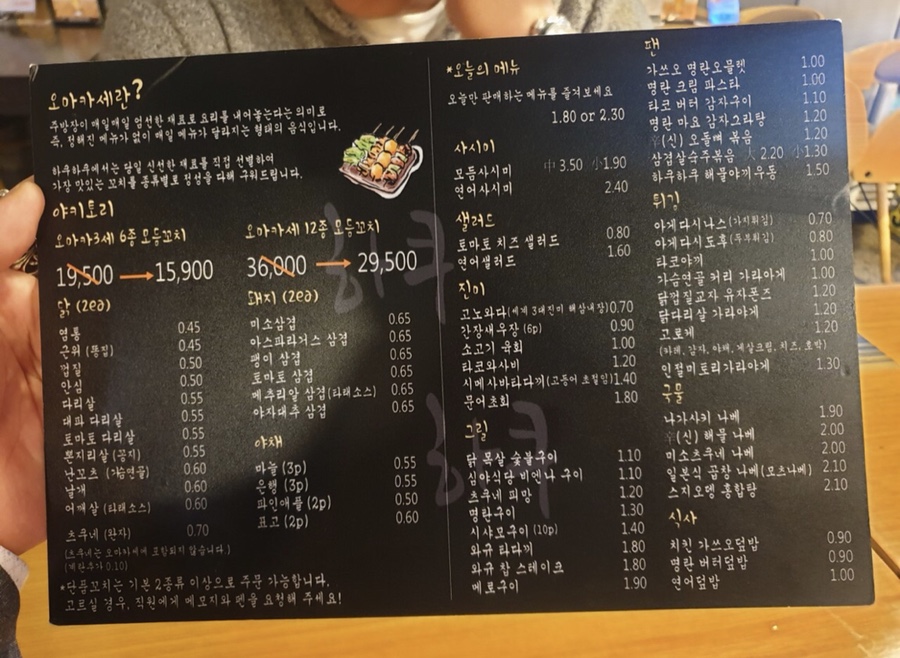 오마카세란?
주방장이 매일매일 엄선한 재료로 요리를 내어놓는다는 의미로
즉, 정해진 메뉴가 없이 매일 메뉴가 달라지는 형태의 음식입니다.
하쿠하쿠에서는 당일 신선한 재료를 직접 선별하여
가장 맛있는 꼬치를 종류별로 정성을 다해 구워드립니다.
야키토리
오마카세 6종 모듬꼬치
19,500 → 15,900
오마카세 12종 모듬꼬치
36,000 → 29,500
닭 (2ea)
염통 0.45
근위 (똥집) 0.45
껍질 0.50
안심 0.50
다리살 0.55
대파 다리살 0.55
토마토 다리살 0.55
뽄지리살 (꽁지) 0.55
난꼬츠 (가슴연골) 0.60
날개 0.60
어깨살 (타래소스) 0.60
츠쿠네 (완자) 0.70
(츠쿠네는 오마카세에 포함되지 않습니다.)
(계란추가 0.10)
돼지 (2ea)
미소삼겹 0.65
아스파라거스 삼겹 0.65
팽이 삼겹 0.65
토마토 삼겹 0.65
메추리알 삼겹 (타래소스) 0.65
야자대추 삼겹 0.65
야채
마늘 (3p) 0.55
은행 (3p) 0.55
파인애플 (2p) 0.50
표고 (2p) 0.60
*단품꼬치는 기본 2종류 이상으로 주문 가능합니다.
고르실 경우, 직원에게 메모지와 펜을 요청해 주세요!
하쿠
하쿠
*오늘의 메뉴
오늘만 판매하는 메뉴를 즐겨보세요
1.80 or 2.30
사시미
모듬사시미 中 3.50 小 1.90
연어사시미 2.40
샐러드
토마토 치즈 샐러드 0.80
연어샐러드 1.60
진미
고노와다 (세계 3대진미 해삼내장) 0.70
간장새우장 (6p) 0.90
소고기 육회 1.00
타코와사비 1.20
시메사바타다끼 (고등어 초절임) 1.40
문어초회 1.80
그릴
닭 목살 숯불구이 1.10
심야식당 비엔나 구이 1.10
츠쿠네 피망 1.20
명란구이 1.30
시샤모구이 (10p) 1.40
와규 타다끼 1.80
와규 찹 스테이크 1.80
메로구이 1.90
팬
가쓰오 명란오믈렛 1.00
명란 크림 파스타 1.00
타코 버터 감자구이 1.10
명란 마요 감자그라탕 1.20
辛(신) 오돌뼈 볶음 1.20
삼겹살숙주볶음 大 2.20 小 1.30
하쿠하쿠 해물야끼우동 1.50
튀김
아게다시나스 (가지튀김) 0.70
아게다시도후 (두부튀김) 0.80
타코야끼 1.00
가슴연골 커리 가라아게 1.00
닭껍질교자 유자폰즈 1.20
닭다리살 가라아게 1.20
고로케 1.20
(카레, 감자, 야채, 게살크림, 치즈, 호박)
인절미토리가라아게 1.30
국물
나가사키 나베 1.90
辛(신) 해물 나베 2.00
미소츠쿠네 나베 2.00
일본식 곱창 나베 (모츠나베) 2.10
스지오뎅 홍합탕 2.10
식사
치킨 가쓰오덮밥 0.90
명란 버터덮밥 0.90
연어덮밥 1.00